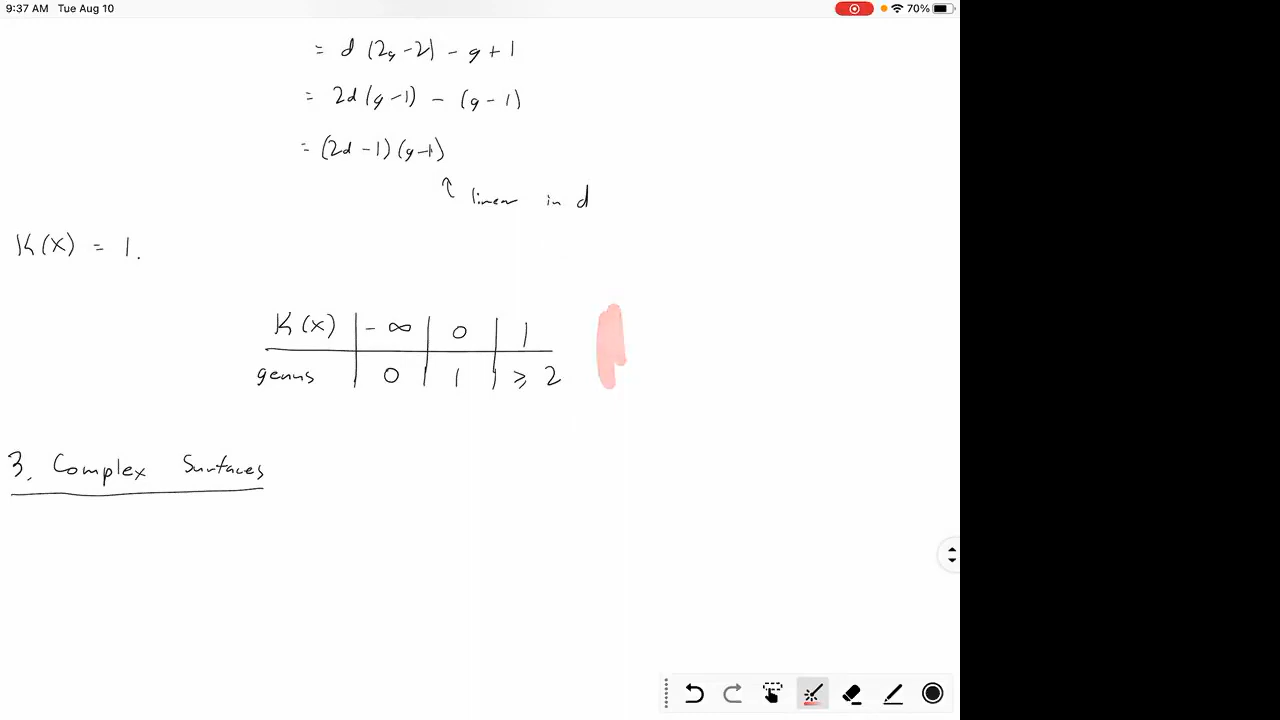 9:37 AM Tue Aug 10 70%
= d (2g - 2) - g + 1
= 2d (g - 1) - (g - 1)
= (2d - 1) (g - 1)
↑ linear in d
K(X) = 1.
K(X) | - ∞ | 0 | 1
genus | 0 | 1 | ⩾ 2
3. Complex Surfaces